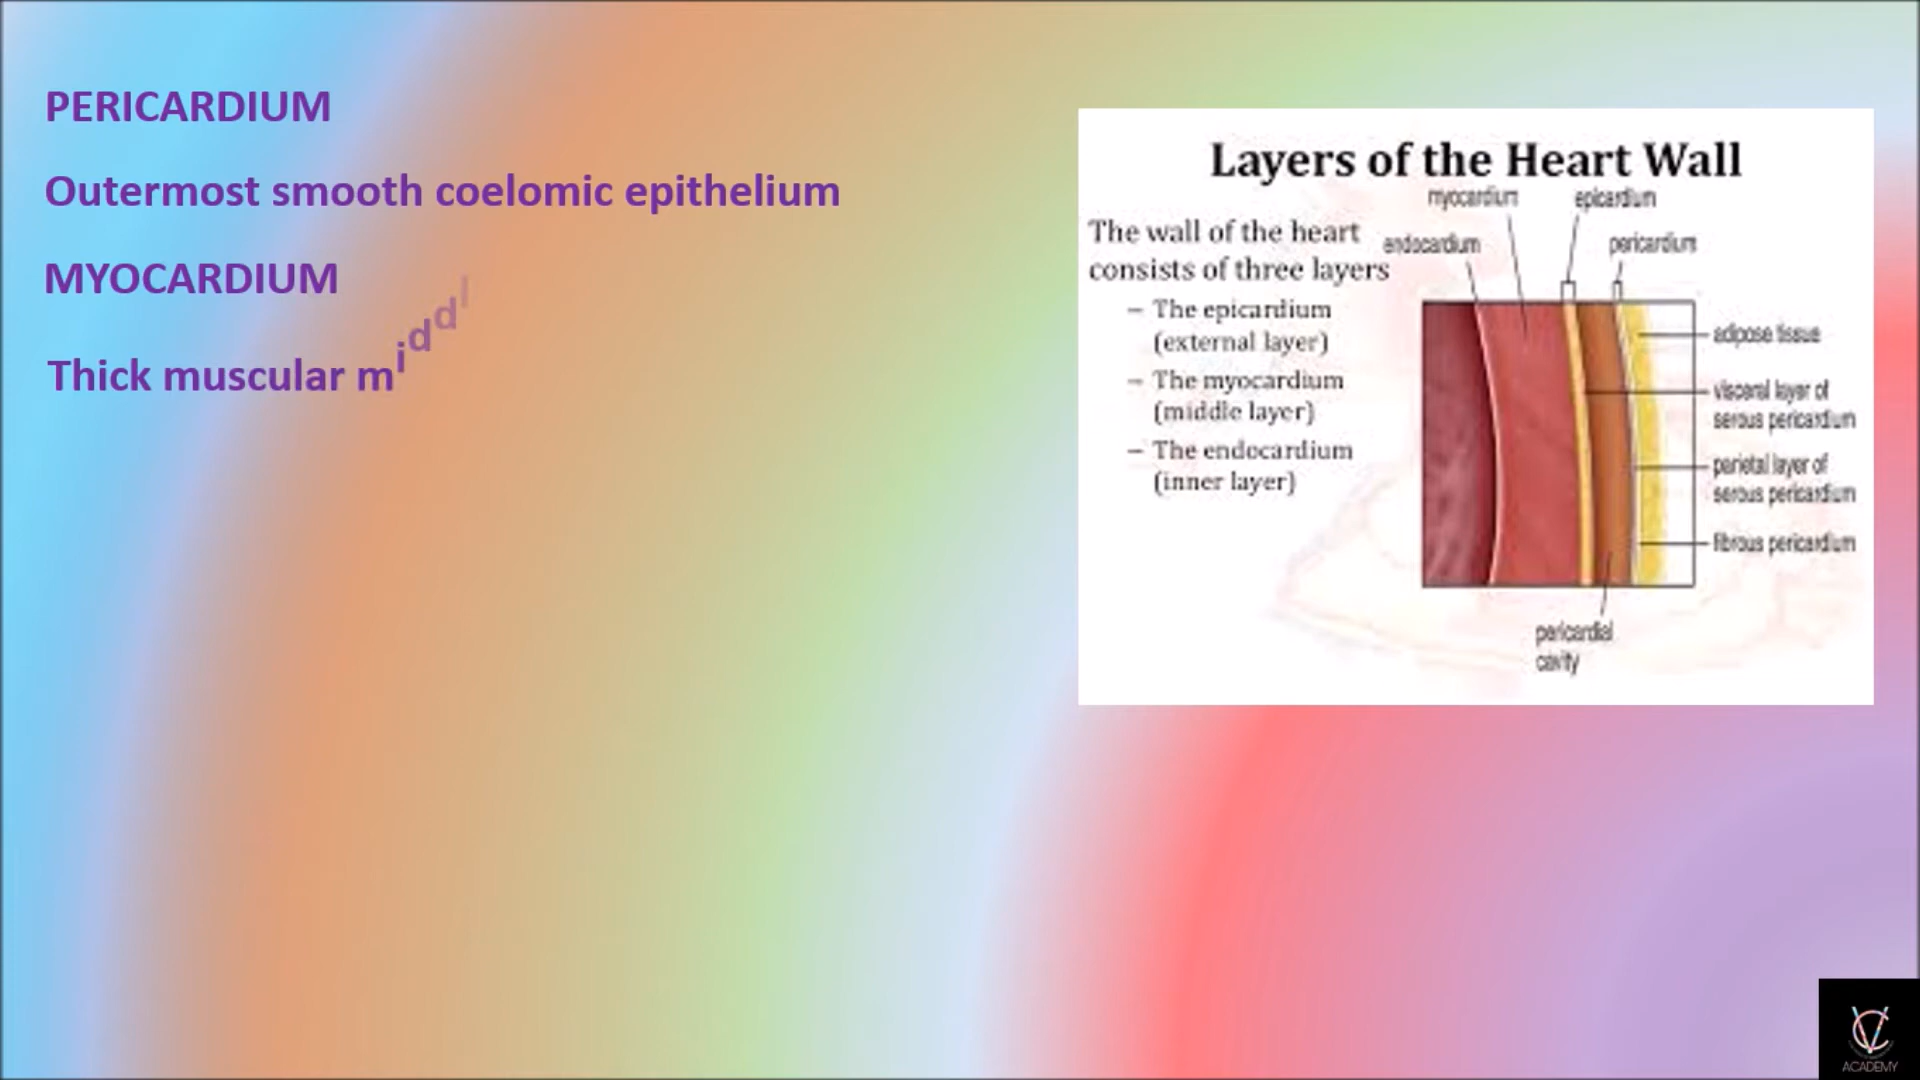 PERICARDIUM
Outermost smooth coelomic epithelium
MYOCARDIUM
Thick muscular middl
Layers of the Heart Wall
The wall of the heart
consists of three layers
– The epicardium
(external layer)
– The myocardium
(middle layer)
– The endocardium
(inner layer)
myocardium
epicardium
endocardium
pericardium
adipose tissue
visceral layer of
serous pericardium
parietal layer of
serous pericardium
fibrous pericardium
pericardial
cavity
VC
ACADEMY